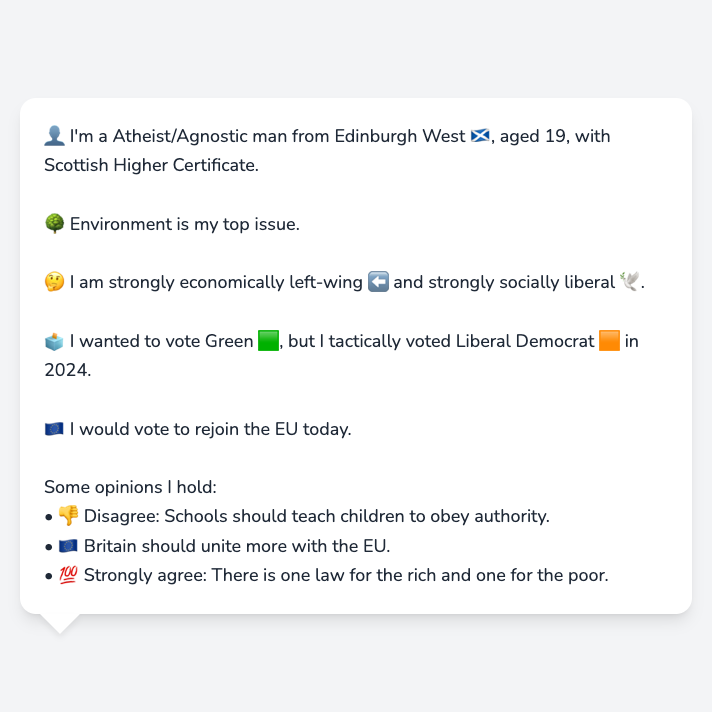 👤 I'm a Atheist/Agnostic man from Edinburgh West 🏴󠁧󠁢󠁳󠁣󠁴󠁿, aged 19, with
Scottish Higher Certificate.
🌳 Environment is my top issue.
🤔 I am strongly economically left-wing ⬅️ and strongly socially liberal 🕊️.
🗳️ I wanted to vote Green 🟩, but I tactically voted Liberal Democrat 🟧 in
2024.
🇪🇺 I would vote to rejoin the EU today.
Some opinions I hold:
• 👎 Disagree: Schools should teach children to obey authority.
• 🇪🇺 Britain should unite more with the EU.
• 💯 Strongly agree: There is one law for the rich and one for the poor.